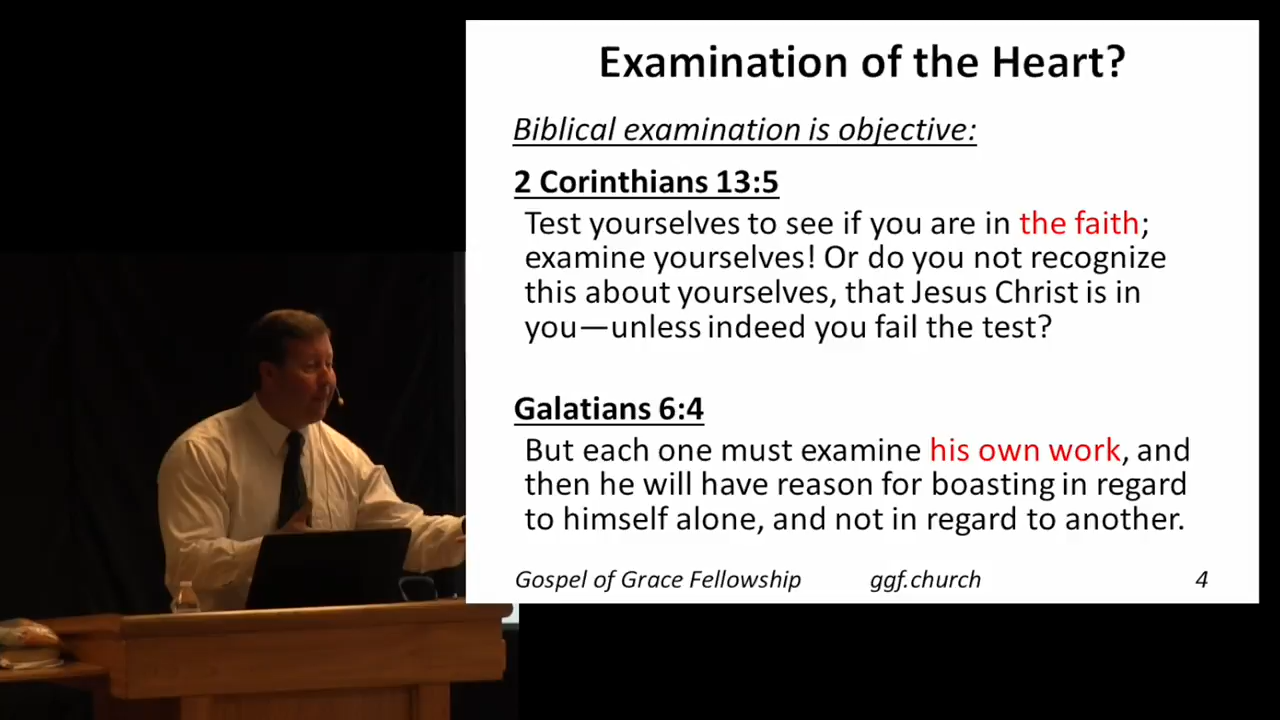 Examination of the Heart?
Biblical examination is objective:
2 Corinthians 13:5
Test yourselves to see if you are in the faith;
examine yourselves! Or do you not recognize
this about yourselves, that Jesus Christ is in
you—unless indeed you fail the test?
Galatians 6:4
But each one must examine his own work, and
then he will have reason for boasting in regard
to himself alone, and not in regard to another.
Gospel of Grace Fellowship ggf.church 4